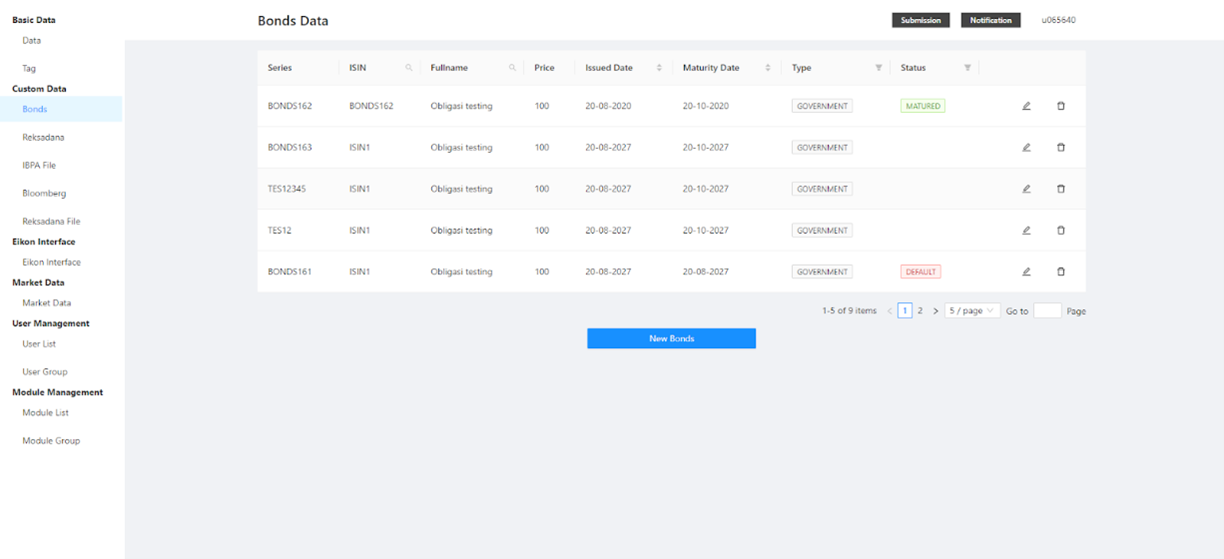 Basic Data
Data
Tag
Custom Data
Bonds
Reksadana
IBPA File
Bloomberg
Reksadana File
Eikon Interface
Eikon Interface
Market Data
Market Data
User Management
User List
User Group
Module Management
Module List
Module Group
Bonds Data
Submission Notification u065640
Series ISIN Fullname Price Issued Date Maturity Date Type Status
BONDS162 BONDS162 Obligasi testing 100 20-08-2020 20-10-2020 GOVERNMENT MATURED
BONDS163 ISIN1 Obligasi testing 100 20-08-2027 20-10-2027 GOVERNMENT
TES12345 ISIN1 Obligasi testing 100 20-08-2027 20-10-2027 GOVERNMENT
TES12 ISIN1 Obligasi testing 100 20-08-2027 20-10-2027 GOVERNMENT
BONDS161 ISIN1 Obligasi testing 100 20-08-2027 20-08-2027 GOVERNMENT DEFAULT
1-5 of 9 items < 1 2 > 5 / page Go to Page
New Bonds